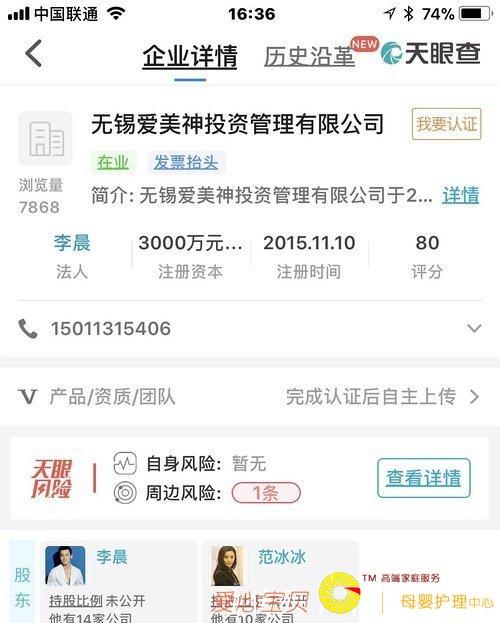 中国联通 16:36 74%
企业详情 历史沿革 NEW 天眼查
无锡爱美神投资管理有限公司 我要认证
在业 发票抬头
浏览量
7868
简介: 无锡爱美神投资管理有限公司于2... 详情
李晨 3000万元... 2015.11.10 80
法人 注册资本 注册时间 评分
15011315406
V 产品/资质/团队 完成认证后自主上传
天眼风险 自身风险: 暂无
周边风险: 1条
查看详情
股东
李晨 范冰冰
持股比例 未公开 持股比例 未公开
他有14家公司 他有10家公司
爱心宝贝 TM 高端家庭服务
母婴护理中心